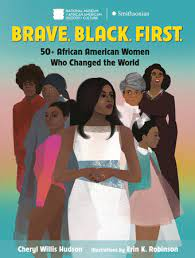 NATIONAL MUSEUM
of AFRICAN AMERICAN
HISTORY & CULTURE
Smithsonian
BRAVE. BLACK. FIRST.
50+ African American Women
Who Changed the World
Cheryl Willis Hudson
Illustrations by Erin K. Robinson